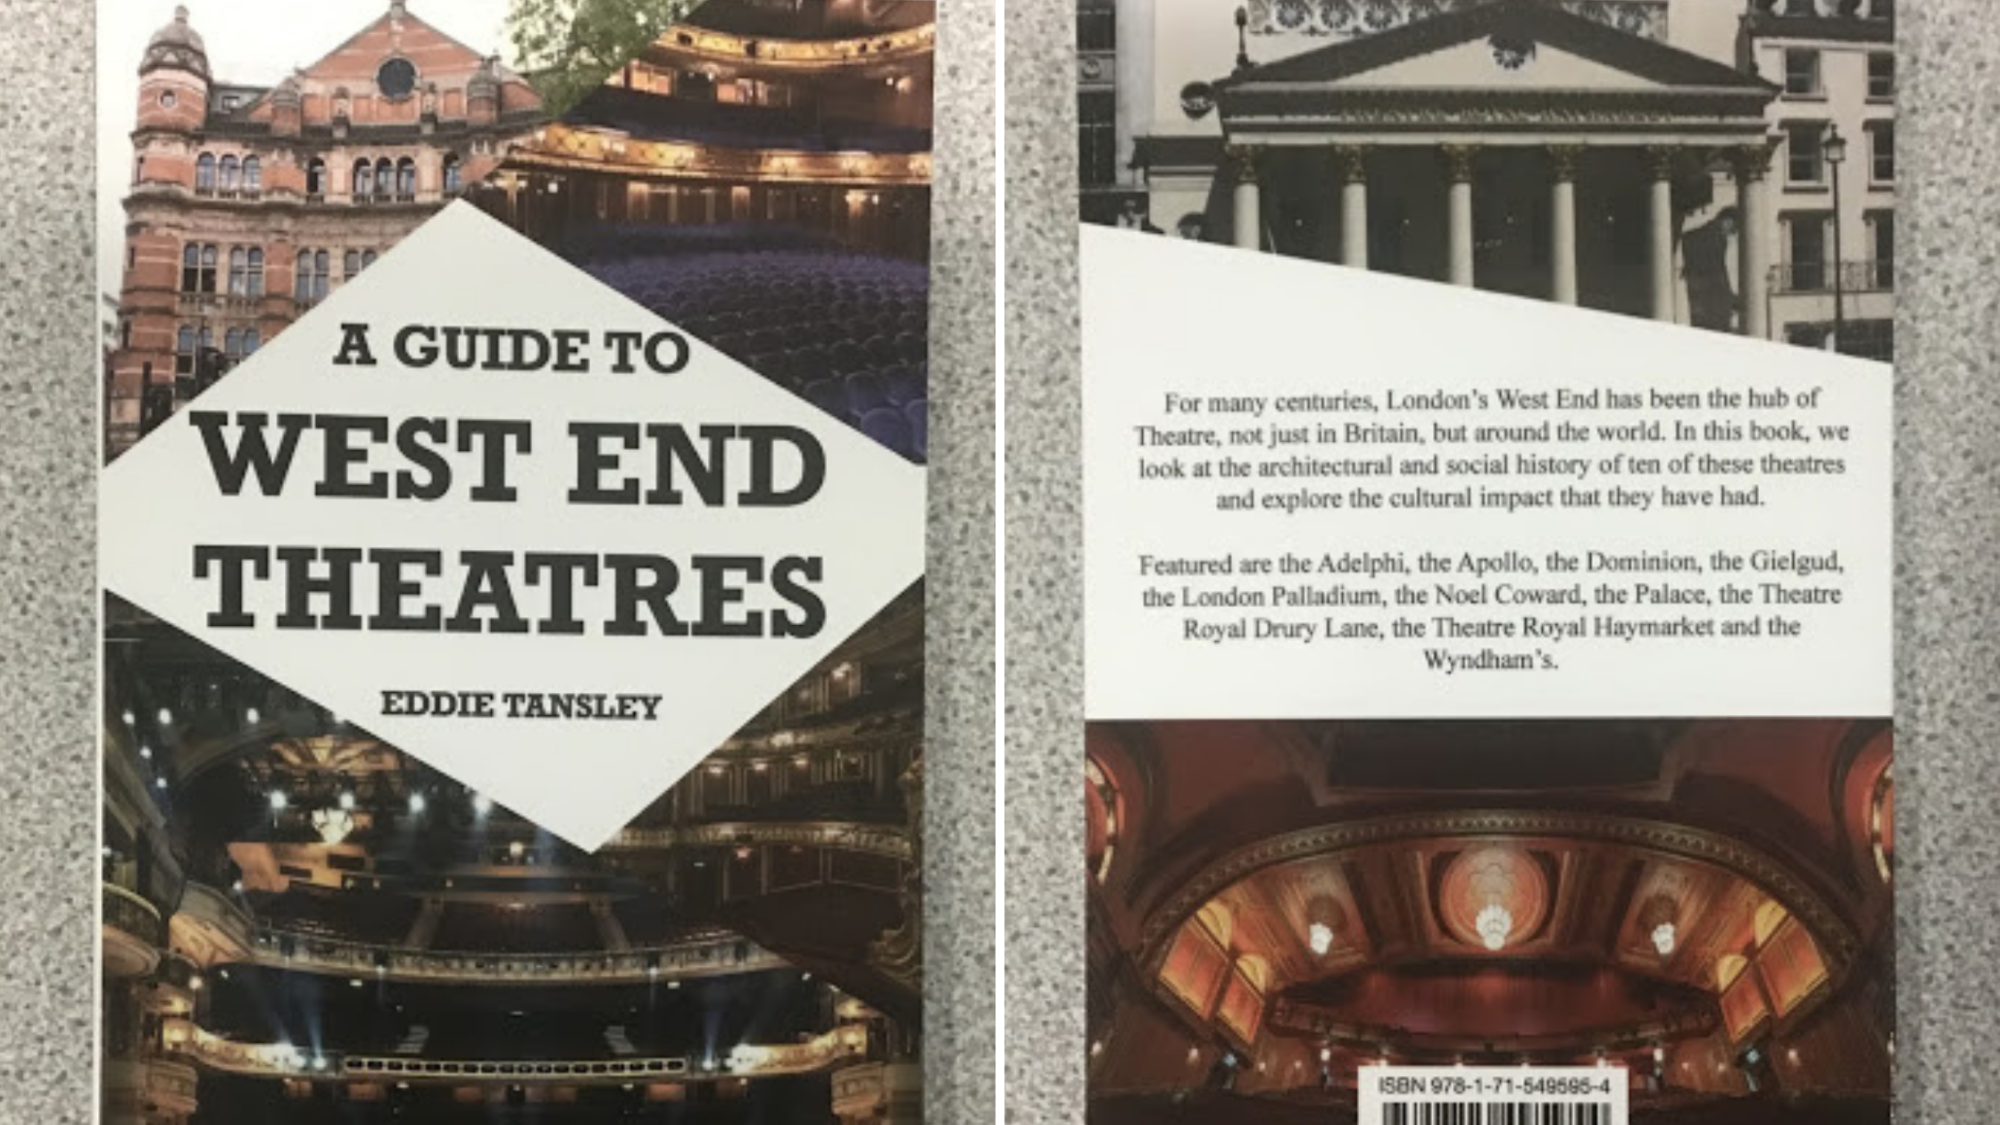 A GUIDE TO
WEST END
THEATRES
EDDIE TANSLEY
For many centuries, London's West End has been the hub of
Theatre, not just in Britain, but around the world. In this book, we
look at the architectural and social history of ten of these theatres
and explore the cultural impact that they have had.
Featured are the Adelphi, the Apollo, the Dominion, the Gielgud,
the London Palladium, the Noel Coward, the Palace, the Theatre
Royal Drury Lane, the Theatre Royal Haymarket and the
Wyndham's.
ISBN 978-1-71-549595-4